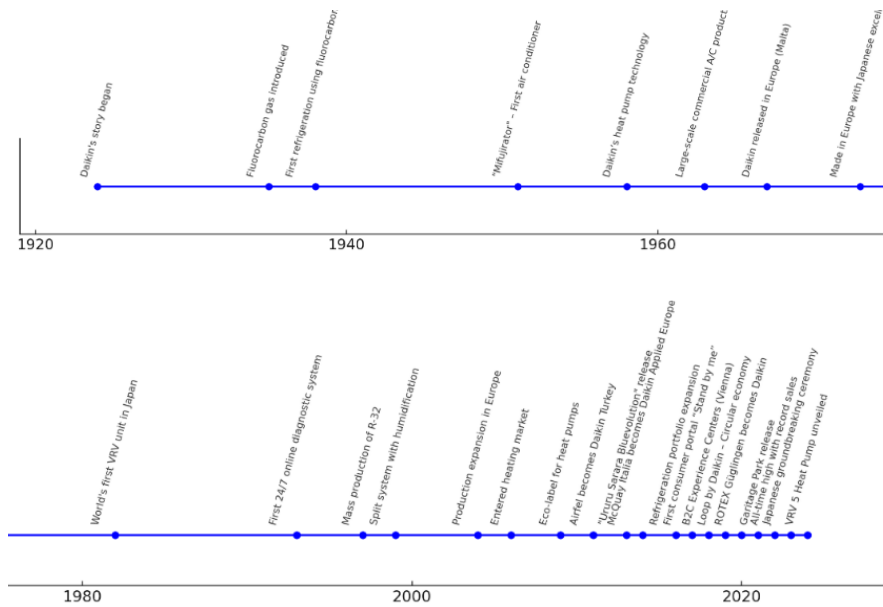 Daikin's story began
Fluorocarbon gas introduced
First refrigeration using fluorocarbon
"Mifujirator" – First air conditioner
Daikin's heat pump technology
Large-scale commercial A/C product
Daikin released in Europe (Malta)
Made in Europe with Japanese excel
1920
1940
1960
World's first VRV unit in Japan
First 24/7 online diagnostic system
Mass production of R-32
Split system with humidification
Production expansion in Europe
Entered heating market
Eco-label for heat pumps
Airfel becomes Daikin Turkey
"Ururu Sarara Bluevolution" release
McQuay Italia becomes Daikin Applied Europe
Refrigeration portfolio expansion
First consumer portal "Stand by me"
B2C Experience Centers (Vienna)
Loop by Daikin – Circular economy
ROTEX Güglingen becomes Daikin
Garitage Park release
All-time high with record sales
Japanese groundbreaking ceremony
VRV 5 Heat Pump unveiled
1980
2000
2020